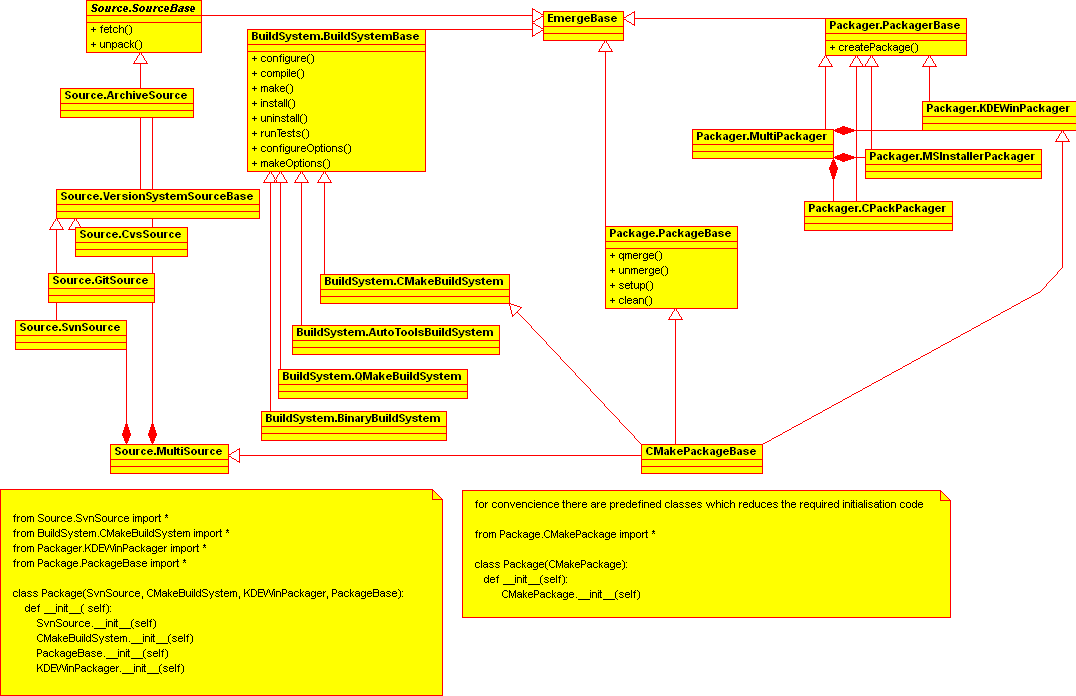 Source.SourceBase
+ fetch()
+ unpack()
EmergeBase
Packager.PackagerBase
+ createPackage()
BuildSystem.BuildSystemBase
+ configure()
+ compile()
+ make()
+ install()
+ uninstall()
+ runTests()
+ configureOptions()
+ makeOptions()
Source.ArchiveSource
Packager.KDEWinPackager
Packager.MultiPackager
Packager.MSInstallerPackager
Source.VersionSystemSourceBase
Packager.CPackPackager
Source.CvsSource
Package.PackageBase
+ qmerge()
+ unmerge()
+ setup()
+ clean()
Source.GitSource
BuildSystem.CMakeBuildSystem
Source.SvnSource
BuildSystem.AutoToolsBuildSystem
BuildSystem.QMakeBuildSystem
BuildSystem.BinaryBuildSystem
Source.MultiSource
CMakePackageBase
from Source.SvnSource import *
from BuildSystem.CMakeBuildSystem import *
from Packager.KDEWinPackager import *
from Package.PackageBase import *
class Package(SvnSource, CMakeBuildSystem, KDEWinPackager, PackageBase):
def __init__( self):
SvnSource.__init__(self)
CMakeBuildSystem.__init__(self)
PackageBase.__init__(self)
KDEWinPackager.__init__(self)
for convencience there are predefined classes which reduces the required initialisation code
from Package.CMakePackage import *
class Package(CMakePackage):
def __init__(self):
CMakePackage.__init__(self)